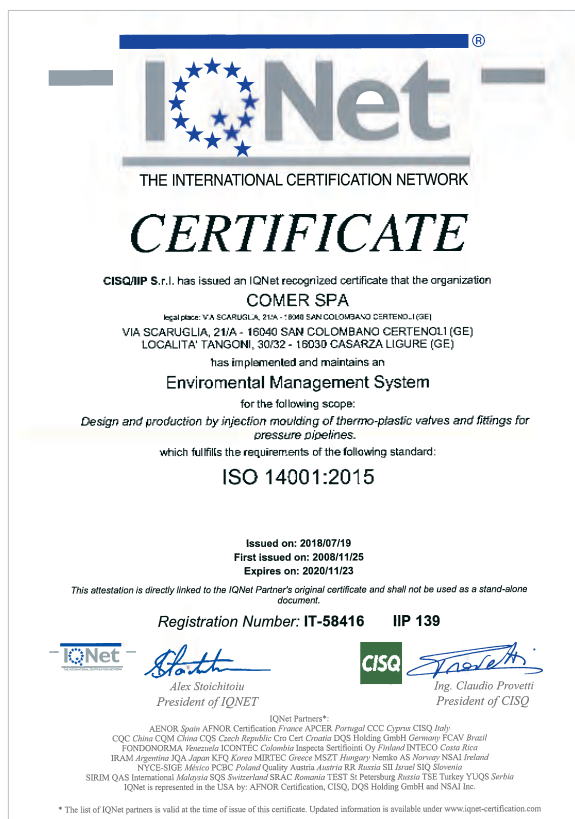 ®
IQNet
THE INTERNATIONAL CERTIFICATION NETWORK
CERTIFICATE
CISQ/IIP S.r.l. has issued an IQNet recognized certificate that the organization
COMER SPA
legal place: VIA SCARUGLIA, 21/A - 16040 SAN COLOMBANO CERTENOLI (GE)
VIA SCARUGLIA, 21/A - 16040 SAN COLOMBANO CERTENOLI (GE)
LOCALITA' TANGONI, 30/32 - 16030 CASARZA LIGURE (GE)
has implemented and maintains an
Enviromental Management System
for the following scope:
Design and production by injection moulding of thermo-plastic valves and fittings for
pressure pipelines.
which fullfills the requirements of the following standard:
ISO 14001:2015
Issued on: 2018/07/19
First issued on: 2008/11/25
Expires on: 2020/11/23
This attestation is directly linked to the IQNet Partner's original certificate and shall not be used as a stand-alone
document.
Registration Number: IT-58416 IIP 139
IQNet
CISQ
Alex Stoichitoiu
President of IQNET
Ing. Claudio Provetti
President of CISQ
IQNet Partners*:
AENOR Spain AFNOR Certification France APCER Portugal CCC Cyprus CISQ Italy
CQC China CQM China CQS Czech Republic Cro Cert Croatia DQS Holding GmbH Germany FCAV Brazil
FONDONORMA Venezuela ICONTEC Colombia Inspecta Sertifiointi Oy Finland INTECO Costa Rica
IRAM Argentina JQA Japan KFQ Korea MIRTEC Greece MSZT Hungary Nemko AS Norway NSAI Ireland
NYCE-SIGE México PCBC Poland Quality Austria Austria RR Russia SII Israel SIQ Slovenia
SIRIM QAS International Malaysia SQS Switzerland SRAC Romania TEST St Petersburg Russia TSE Turkey YUQS Serbia
IQNet is represented in the USA by: AFNOR Certification, CISQ, DQS Holding GmbH and NSAI Inc.
* The list of IQNet partners is valid at the time of issue of this certificate. Updated information is available under www.iqnet-certification.com